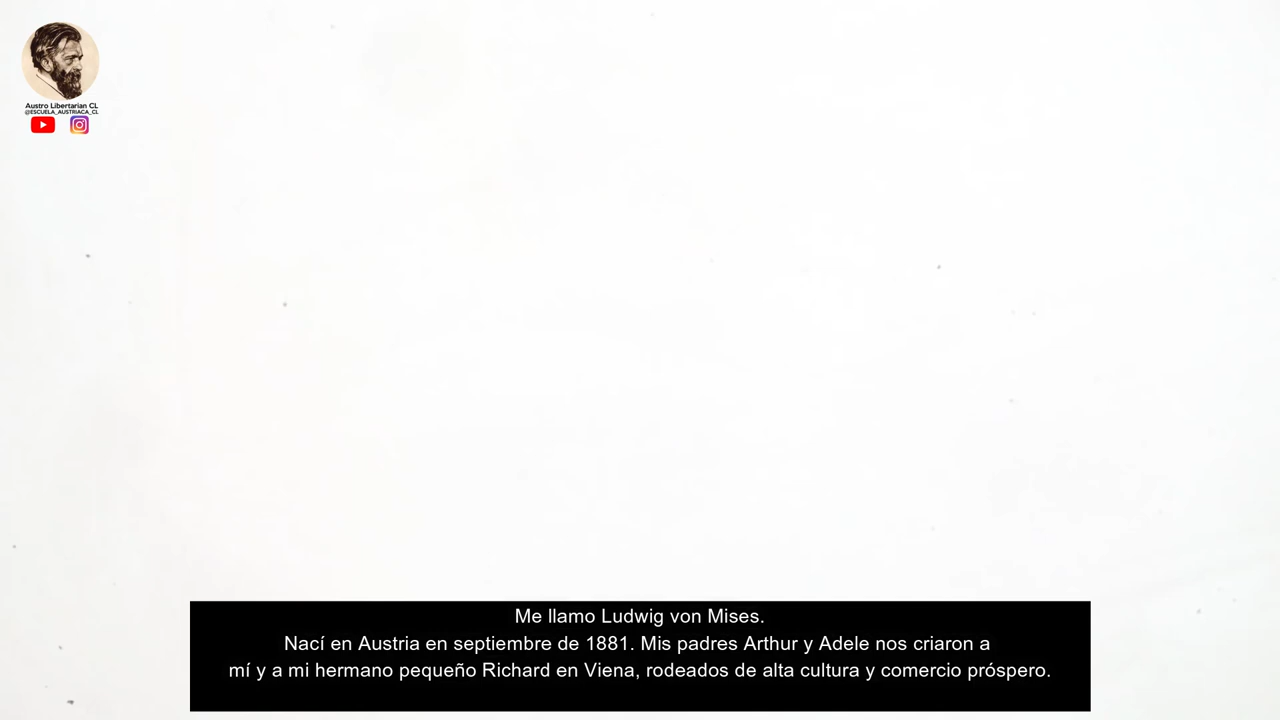 Austro Libertarian CL
@ESCUELA_AUSTRIACA_CL
Me llamo Ludwig von Mises.
Nací en Austria en septiembre de 1881. Mis padres Arthur y Adele nos criaron a
mí y a mi hermano pequeño Richard en Viena, rodeados de alta cultura y comercio próspero.